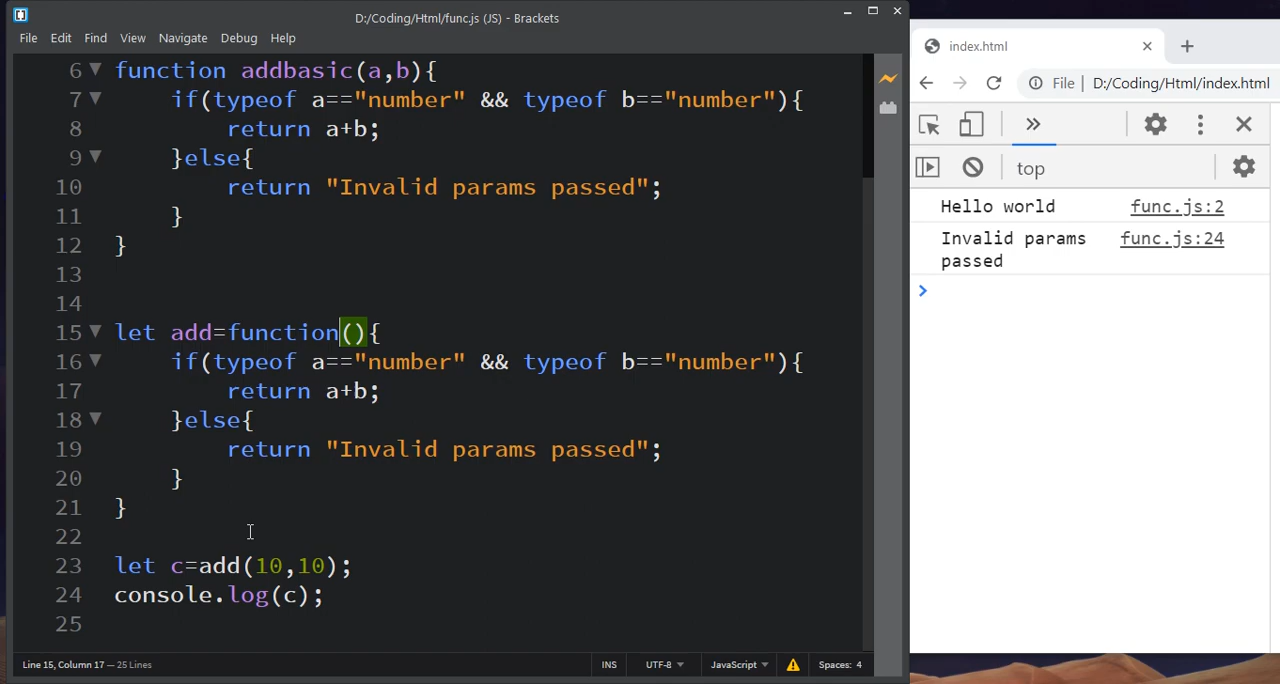 D:/Coding/Html/func.js (JS) - Brackets
File Edit Find View Navigate Debug Help
6 function addbasic(a,b){
7 if(typeof a=="number" && typeof b=="number"){
8 return a+b;
9 }else{
10 return "Invalid params passed";
11 }
12 }
13
14
15 let add=function(){
16 if(typeof a=="number" && typeof b=="number"){
17 return a+b;
18 }else{
19 return "Invalid params passed";
20 }
21 }
22
23 let c=add(10,10);
24 console.log(c);
25
Line 15, Column 17 — 25 Lines INS UTF-8 JavaScript Spaces: 4
index.html
File D:/Coding/Html/index.html
top
Hello world func.js:2
Invalid params func.js:24
passed